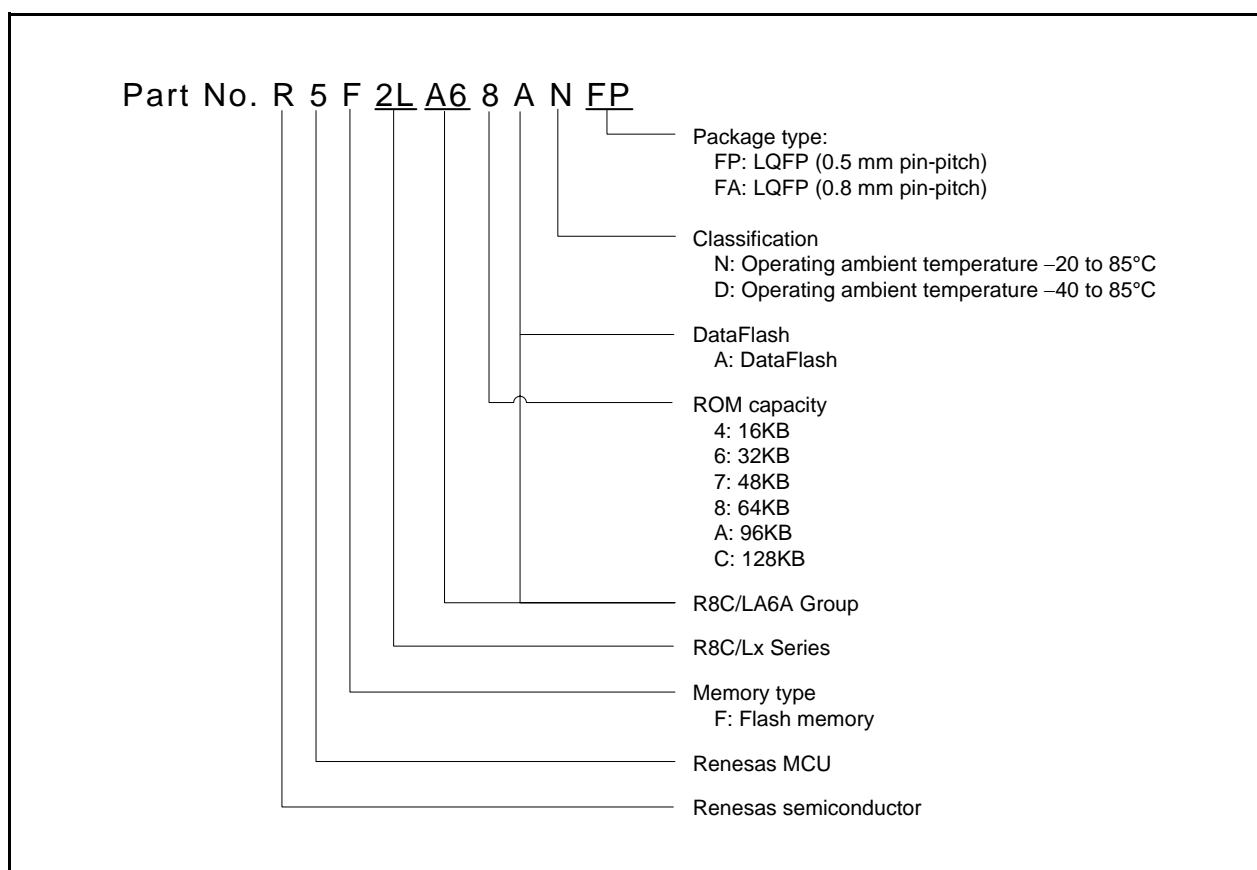 Part No. R 5 F 2L A6 8 A N FP
Package type:
FP: LQFP (0.5 mm pin-pitch)
FA: LQFP (0.8 mm pin-pitch)
Classification
N: Operating ambient temperature −20 to 85°C
D: Operating ambient temperature −40 to 85°C
DataFlash
A: DataFlash
ROM capacity
4: 16KB
6: 32KB
7: 48KB
8: 64KB
A: 96KB
C: 128KB
R8C/LA6A Group
R8C/Lx Series
Memory type
F: Flash memory
Renesas MCU
Renesas semiconductor